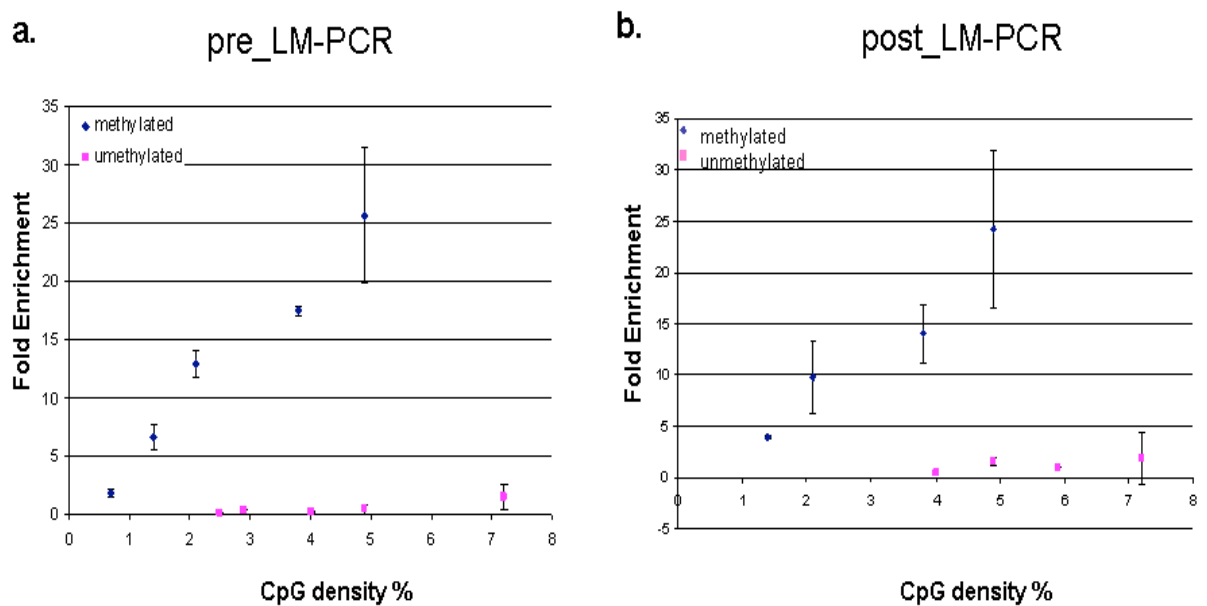 a.
pre_LM-PCR
35
30
25
20
15
10
5
0
methylated
umethylated
Fold Enrichment
0 1 2 3 4 5 6 7 8
CpG density %
b.
post_LM-PCR
35
30
25
20
15
10
5
0
-5
methylated
unmethylated
Fold Enrichment
0 1 2 3 4 5 6 7 8
CpG density %